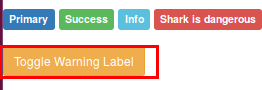 Primary Success Info Shark is dangerous
Toggle Warning Label